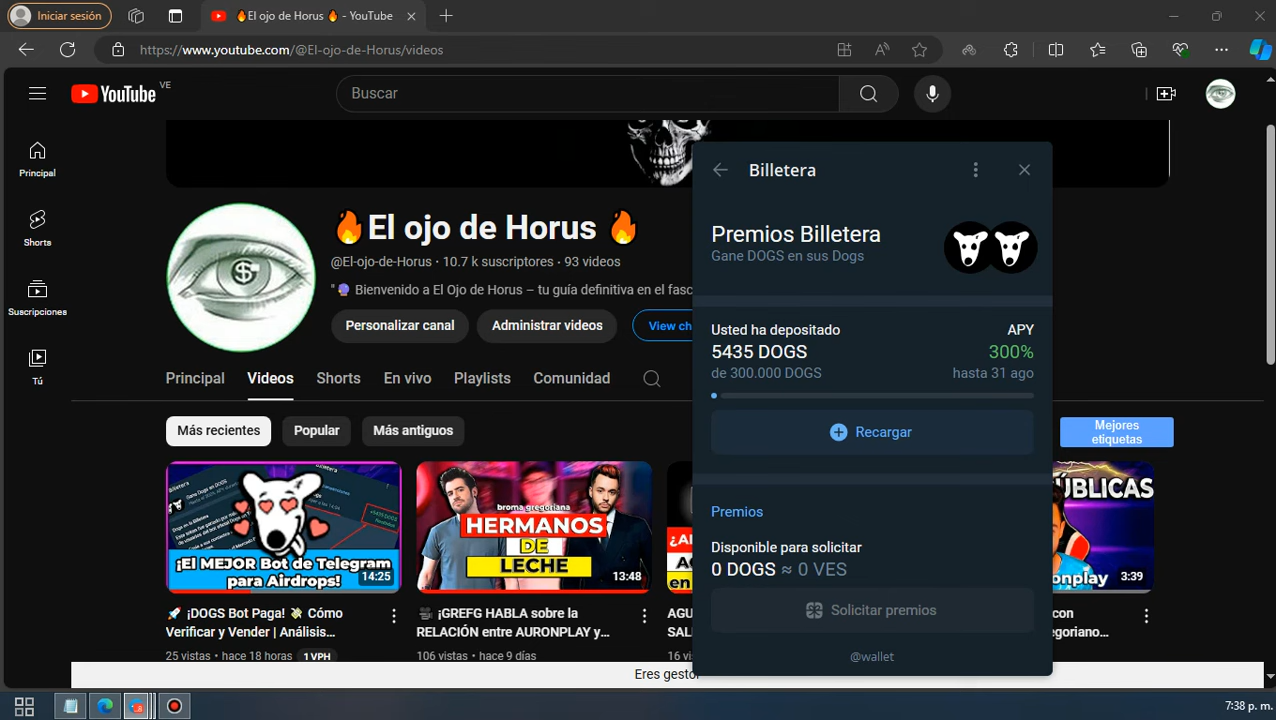 Iniciar sesión
🔥El ojo de Horus 🔥 - YouTube
https://www.youtube.com/@El-ojo-de-Horus/videos
YouTube VE
Buscar
Principal
Shorts
Suscripciones
Tú
🔥El ojo de Horus 🔥
@El-ojo-de-Horus · 10.7 k suscriptores · 93 videos
"🔮 Bienvenido a El Ojo de Horus – tu guía definitiva en el fasc
Personalizar canal
Administrar videos
View ch
Principal
Videos
Shorts
En vivo
Playlists
Comunidad
Más recientes
Popular
Más antiguos
Mejores
etiquetas
¡El MEJOR Bot de Telegram
para Airdrops!
14:25
🚀 ¡DOGS Bot Paga! 💸 Cómo
Verificar y Vender | Análisis…
25 vistas · hace 18 horas
1 VPH
broma gregoriana
HERMANOS
DE
LECHE
13:48
¡GREFG HABLA sobre la
RELACIÓN entre AURONPLAY y…
106 vistas · hace 9 días
AGU
SAL
16 vis
ÚBLICAS
onplay
3:39
con
egoriano…
Billetera
Premios Billetera
Gane DOGS en sus Dogs
Usted ha depositado
APY
5435 DOGS
300%
de 300.000 DOGS
hasta 31 ago
Recargar
Premios
Disponible para solicitar
0 DOGS ≈ 0 VES
Solicitar premios
@wallet
Eres gestor
7:38 p. m.